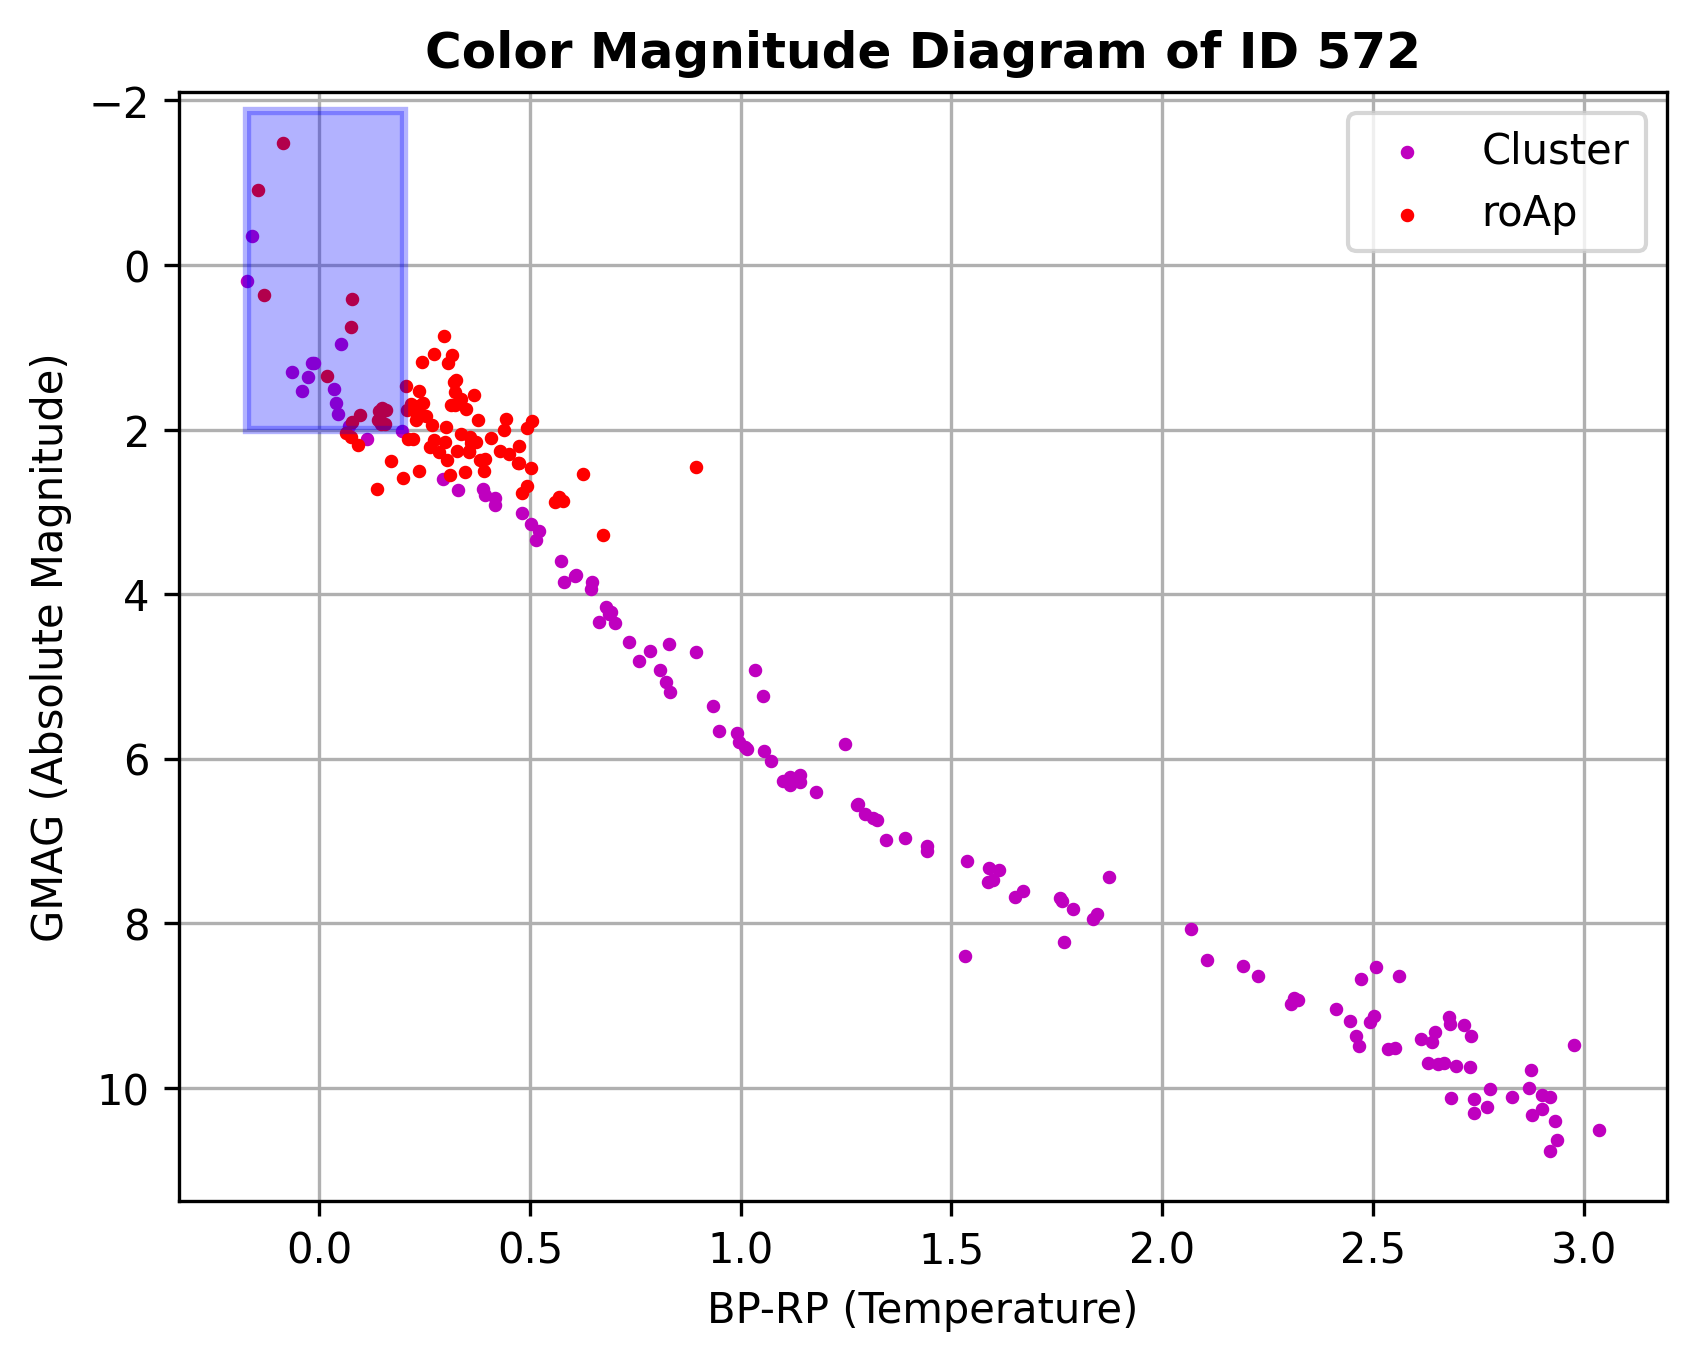 Color Magnitude Diagram of ID 572
Cluster
roAp
GMAG (Absolute Magnitude)
−2
0
2
4
6
8
10
0.0 0.5 1.0 1.5 2.0 2.5 3.0
BP-RP (Temperature)